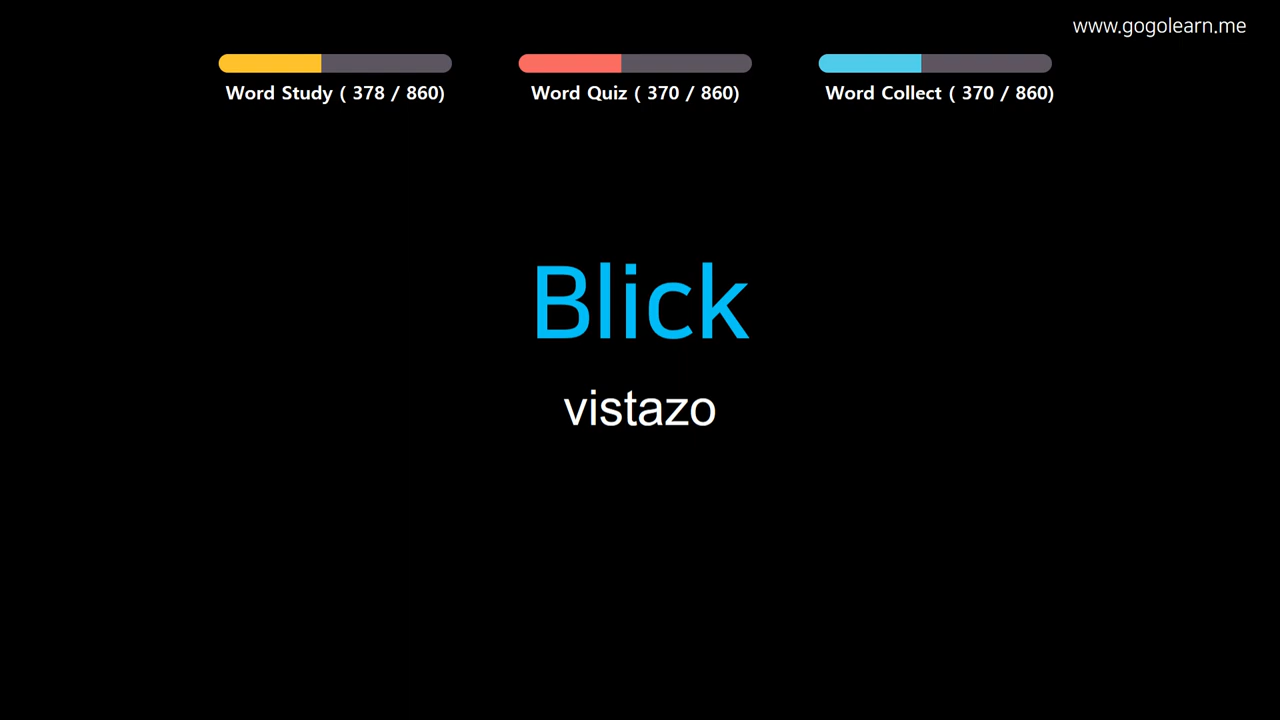 www.gogolearn.me
Word Study ( 378 / 860)
Word Quiz ( 370 / 860)
Word Collect ( 370 / 860)
Blick
vistazo